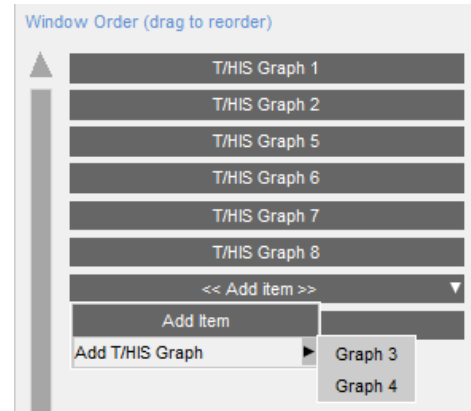 Window Order (drag to reorder)
T/HIS Graph 1
T/HIS Graph 2
T/HIS Graph 5
T/HIS Graph 6
T/HIS Graph 7
T/HIS Graph 8
<< Add item >>
Add Item
Add T/HIS Graph
Graph 3
Graph 4